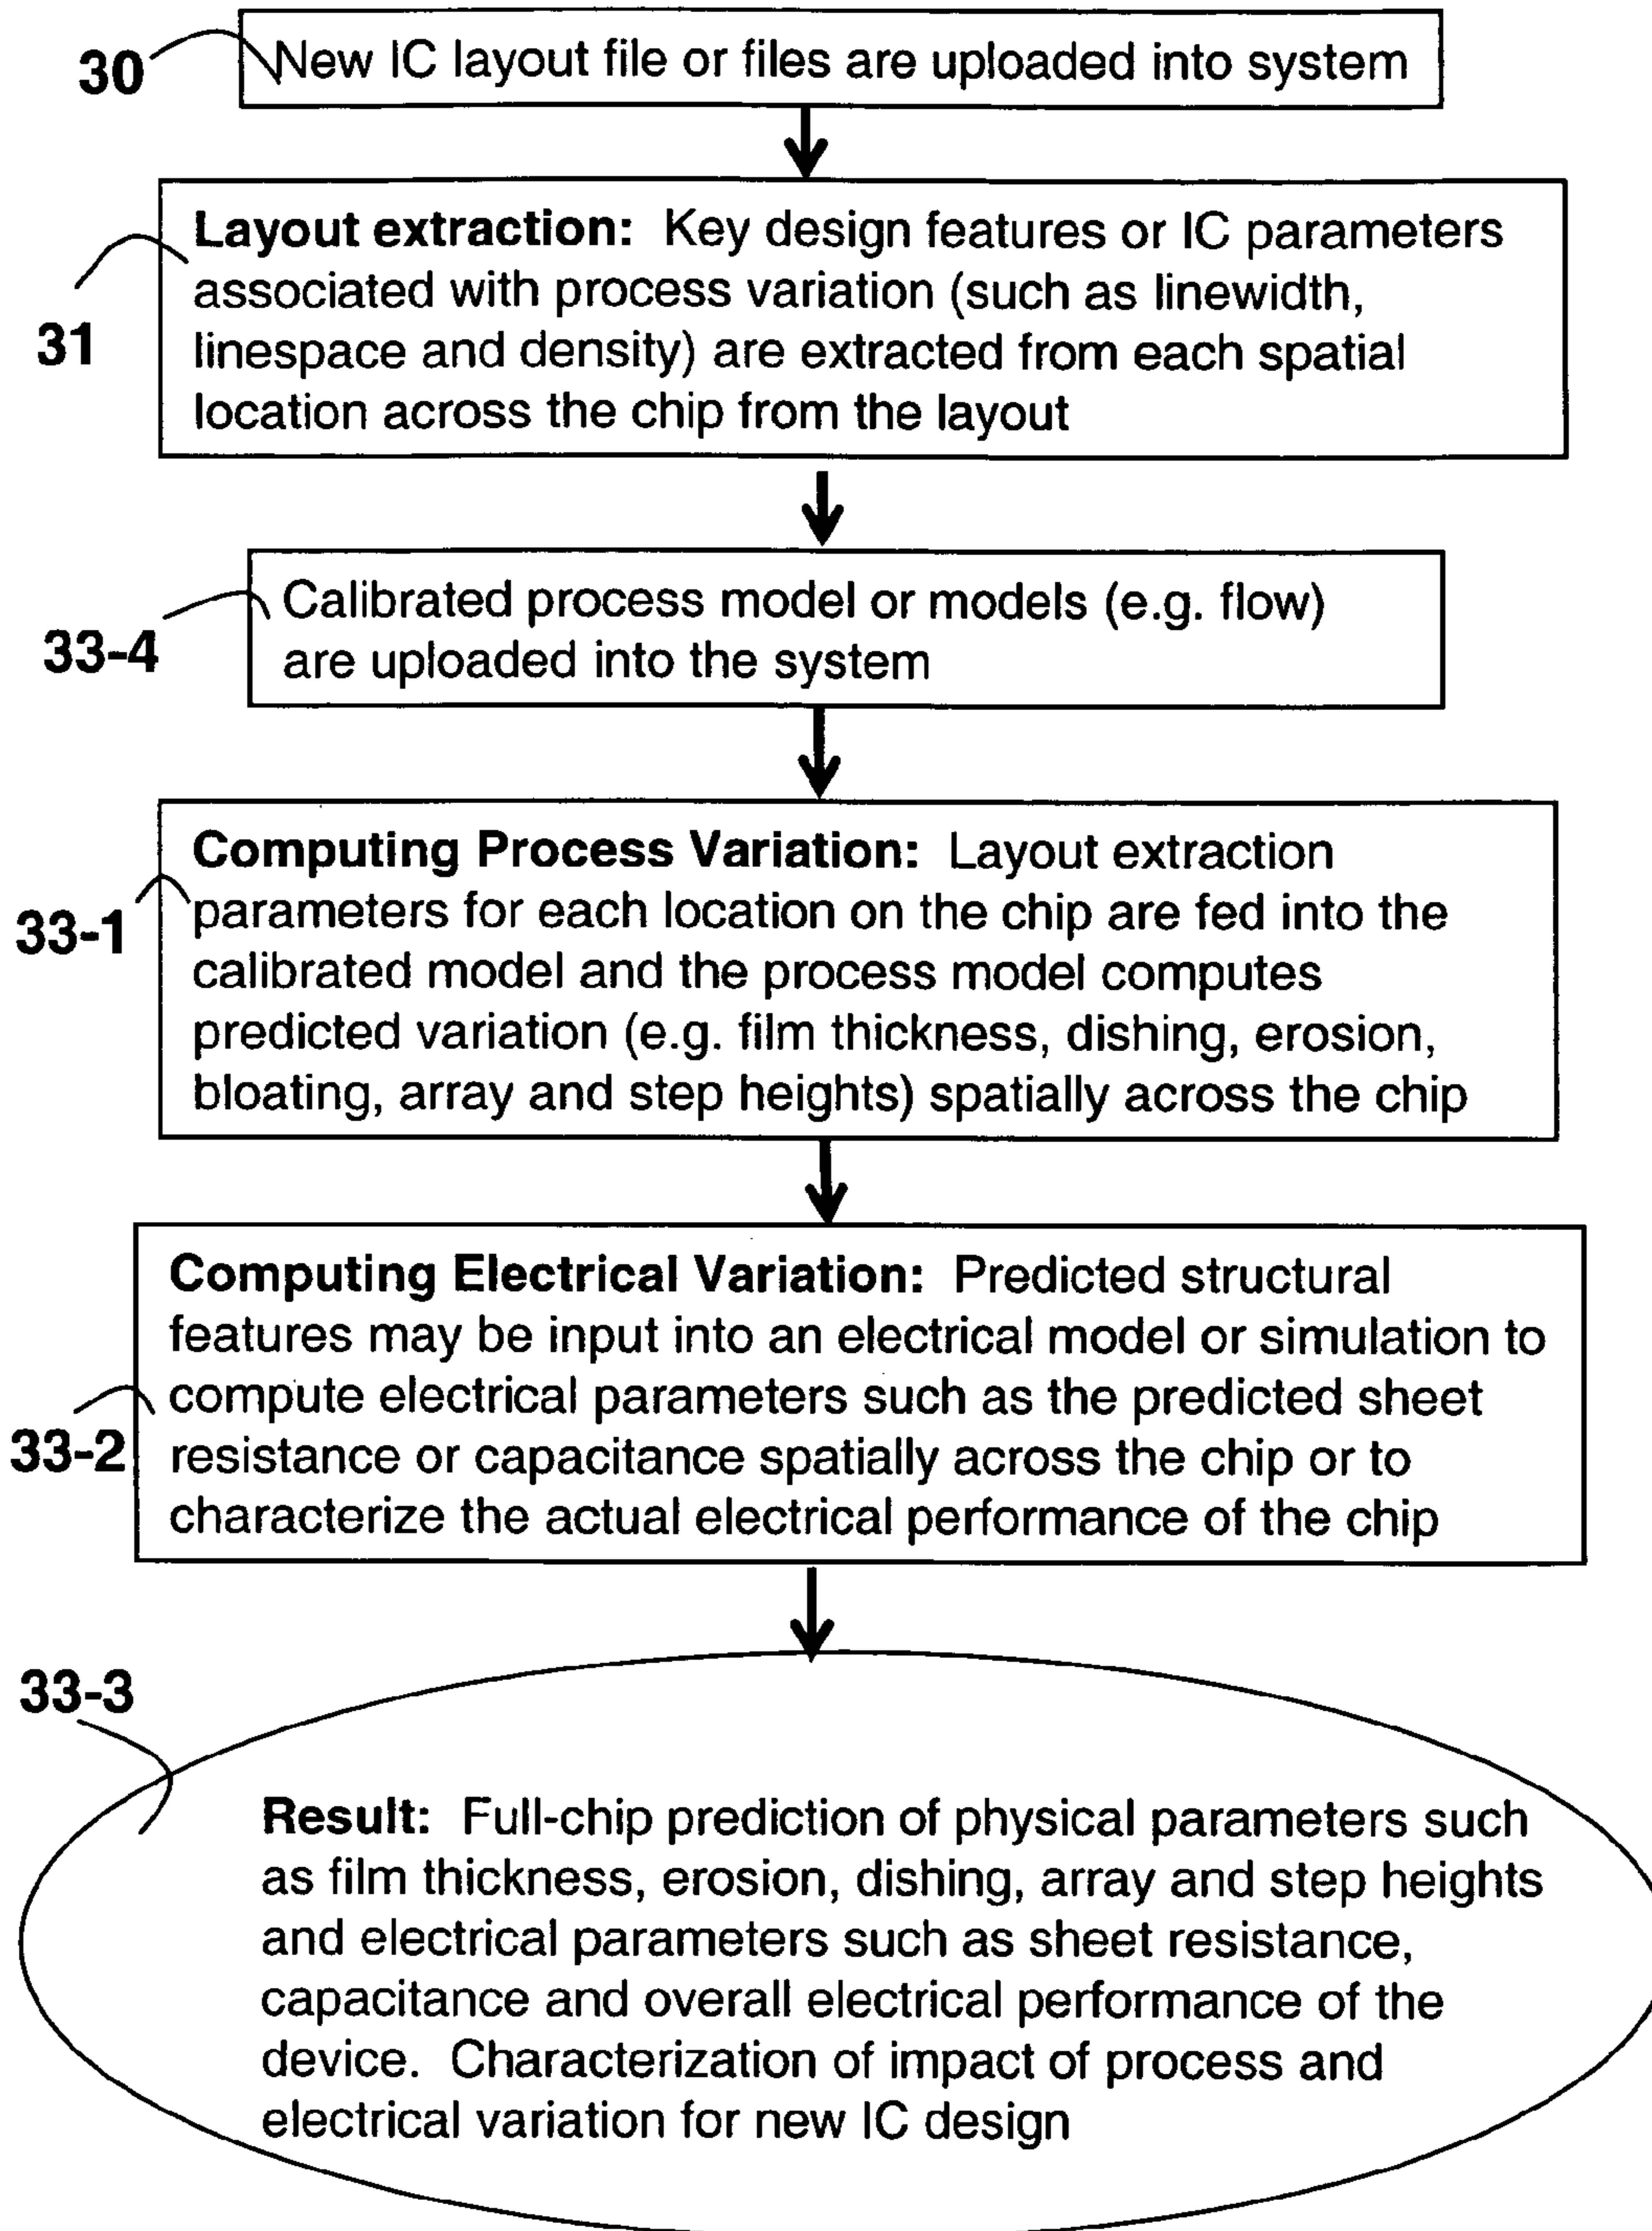 30
New IC layout file or files are uploaded into system
Layout extraction: Key design features or IC parameters
associated with process variation (such as linewidth,
linespace and density) are extracted from each spatial
location across the chip from the layout
31
Calibrated process model or models (e.g. flow)
are uploaded into the system
33-4
Computing Process Variation: Layout extraction
parameters for each location on the chip are fed into the
calibrated model and the process model computes
predicted variation (e.g. film thickness, dishing, erosion,
bloating, array and step heights) spatially across the chip
33-1
Computing Electrical Variation: Predicted structural
features may be input into an electrical model or simulation to
compute electrical parameters such as the predicted sheet
resistance or capacitance spatially across the chip or to
characterize the actual electrical performance of the chip
33-2
33-3
Result: Full-chip prediction of physical parameters such
as film thickness, erosion, dishing, array and step heights
and electrical parameters such as sheet resistance,
capacitance and overall electrical performance of the
device. Characterization of impact of process and
electrical variation for new IC design